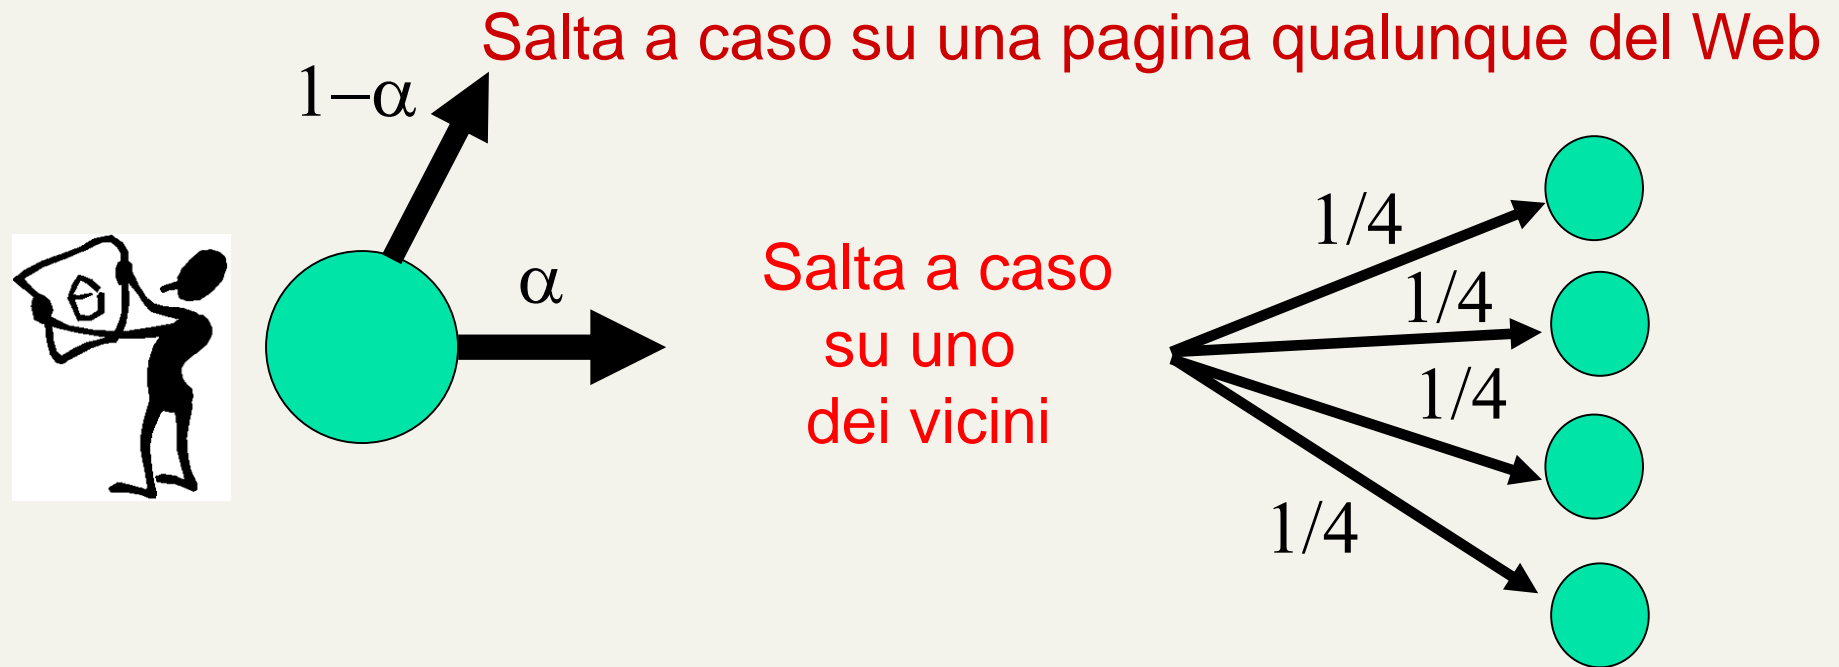 Salta a caso su una pagina qualunque del Web
1−α
α
Salta a caso
su uno
dei vicini
1/4
1/4
1/4
1/4